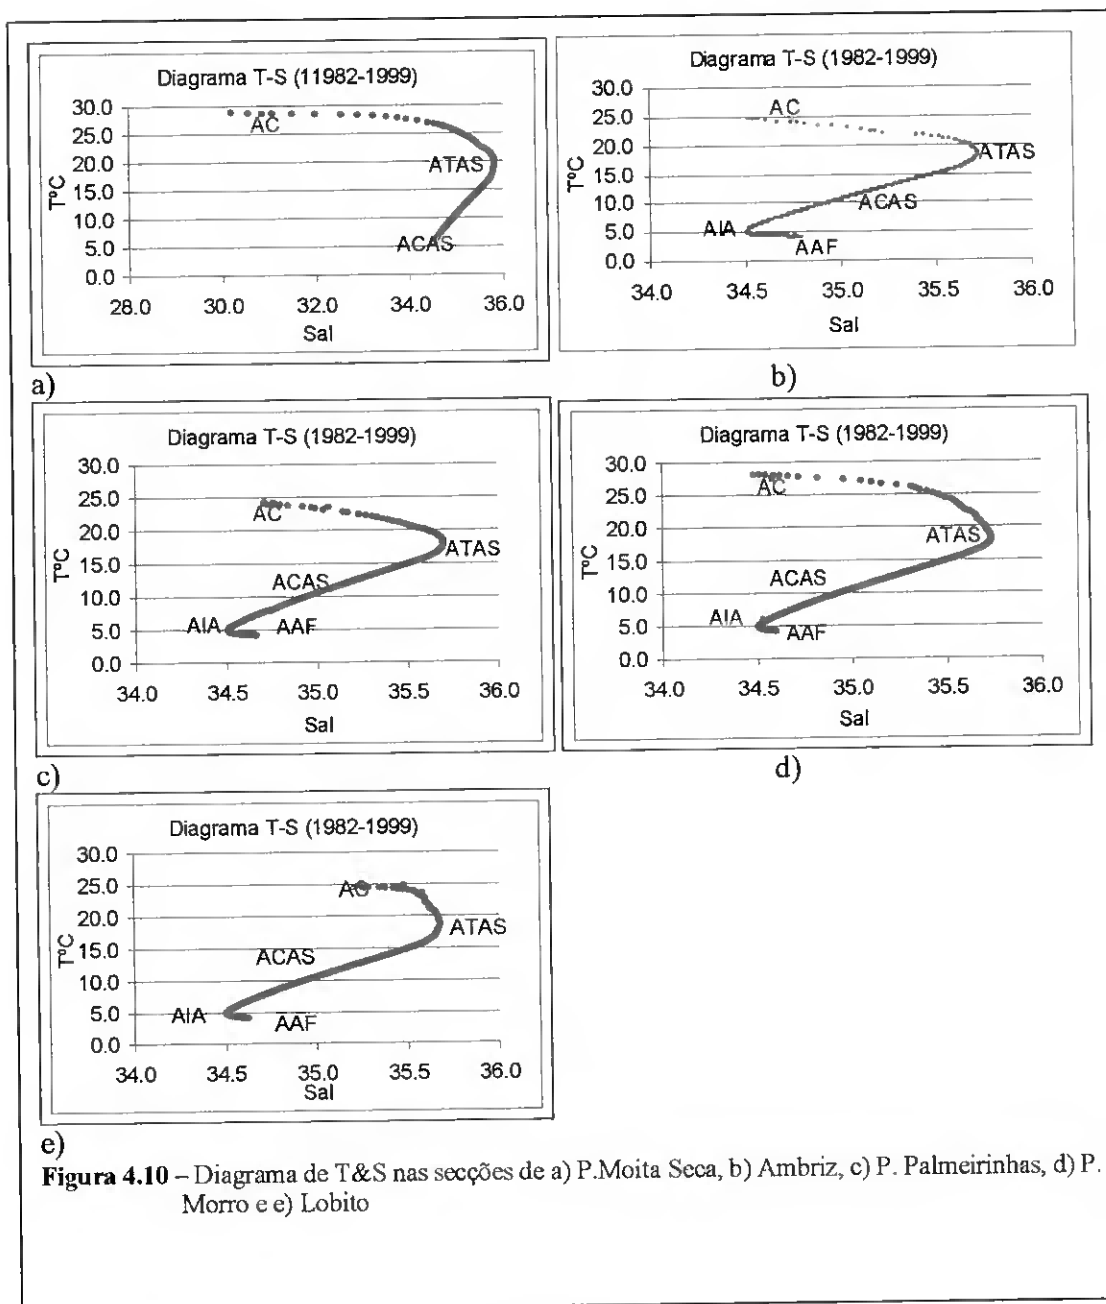 Diagrama T-S (11982-1999)
30.0
25.0
20.0
15.0
10.0
5.0
0.0
TºC
AC
ATAS
ACAS
28.0 30.0 32.0 34.0 36.0
Sal
a)
Diagrama T-S (1982-1999)
30.0
25.0
20.0
15.0
10.0
5.0
0.0
TºC
AC
ATAS
ACAS
AIA
AAF
34.0 34.5 35.0 35.5 36.0
Sal
b)
Diagrama T-S (1982-1999)
30.0
25.0
20.0
15.0
10.0
5.0
0.0
TºC
AC
ATAS
ACAS
AIA
AAF
34.0 34.5 35.0 35.5 36.0
Sal
c)
Diagrama T-S (1982-1999)
30.0
25.0
20.0
15.0
10.0
5.0
0.0
TºC
AC
ATAS
ACAS
AIA
AAF
34.0 34.5 35.0 35.5 36.0
Sal
d)
Diagrama T-S (1982-1999)
30.0
25.0
20.0
15.0
10.0
5.0
0.0
TºC
AC
ATAS
ACAS
AIA
AAF
34.0 34.5 35.0 35.5 36.0
Sal
e)
Figura 4.10 – Diagrama de T&S nas secções de a) P.Moita Seca, b) Ambriz, c) P. Palmeirinhas, d) P.
Morro e e) Lobito